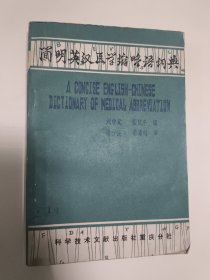 简明英汉医学缩略语词典
A CONCISE ENGLISH-CHINESE
DICTIONARY OF MEDICAL ABBREVIATION
编
科学技术文献出版社重庆分社